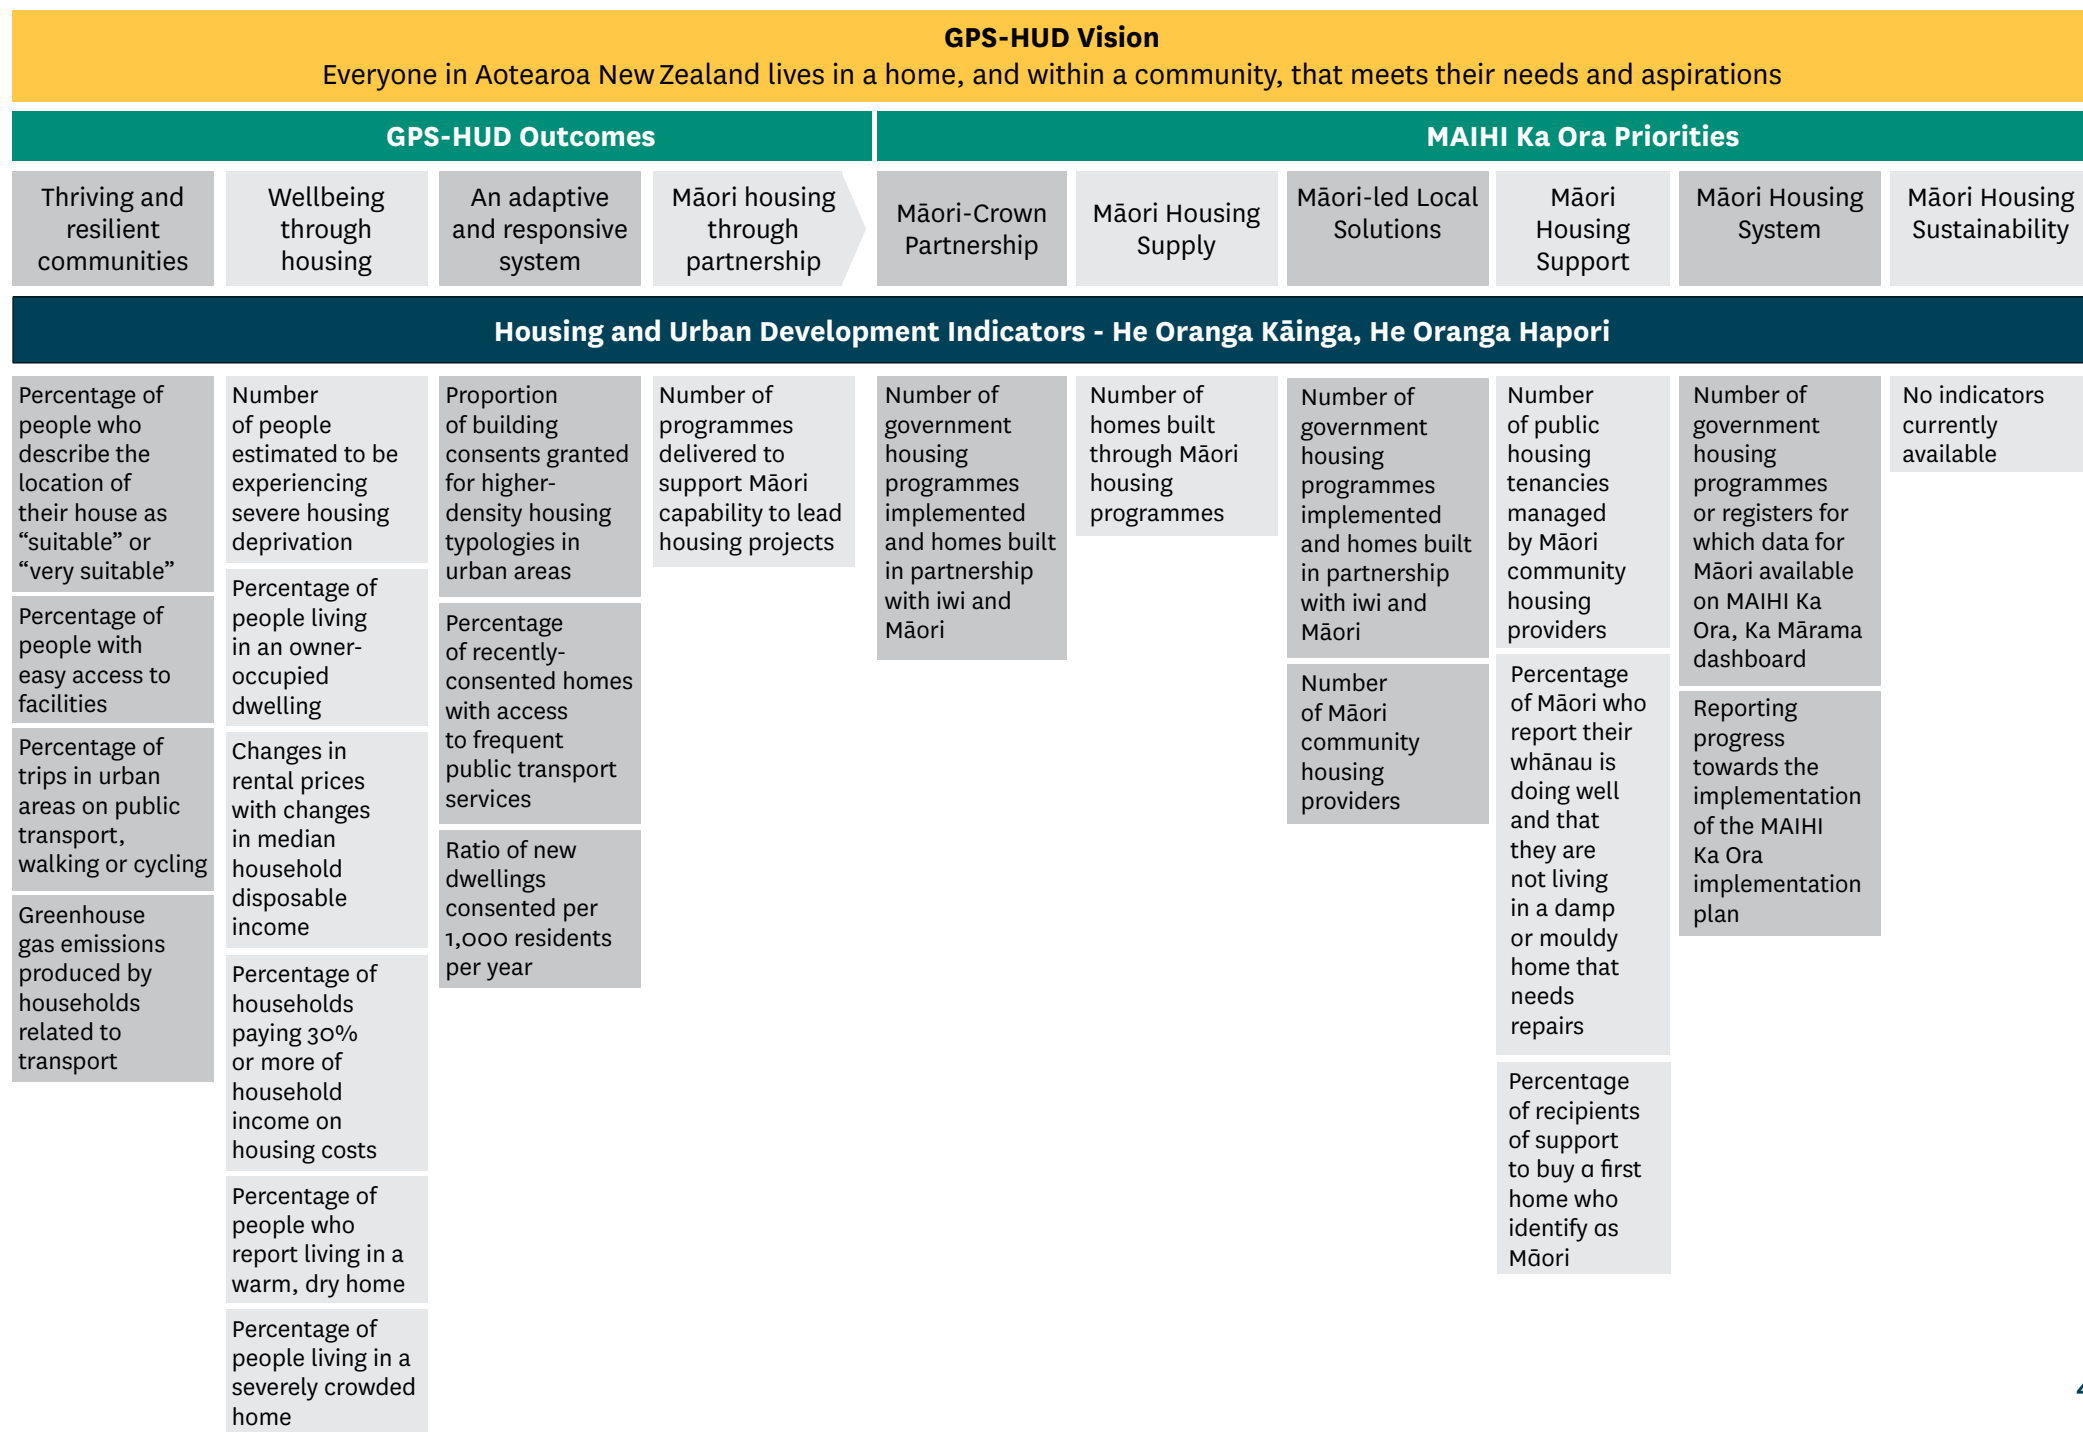 GPS-HUD Vision
Everyone in Aotearoa New Zealand lives in a home, and within a community, that meets their needs and aspirations
GPS-HUD Outcomes
MAIHI Ka Ora Priorities
Thriving and
resilient
communities
Wellbeing
through
housing
An adaptive
and responsive
system
Māori housing
through
partnership
Māori-Crown
Partnership
Māori Housing
Supply
Māori-led Local
Solutions
Māori
Housing
Support
Māori Housing
System
Māori Housing
Sustainability
Housing and Urban Development Indicators - He Oranga Kāinga, He Oranga Hapori
Percentage of
people who
describe the
location of
their house as
“suitable” or
“very suitable”
Percentage of
people with
easy access to
facilities
Percentage of
trips in urban
areas on public
transport,
walking or cycling
Greenhouse
gas emissions
produced by
households
related to
transport
Number
of people
estimated to be
experiencing
severe housing
deprivation
Percentage of
people living
in an owner-
occupied
dwelling
Changes in
rental prices
with changes
in median
household
disposable
income
Percentage of
households
paying 30%
or more of
household
income on
housing costs
Percentage of
people who
report living in a
warm, dry home
Percentage of
people living in a
severely crowded
home
Proportion
of building
consents granted
for higher-
density housing
typologies in
urban areas
Percentage
of recently-
consented homes
with access
to frequent
public transport
services
Ratio of new
dwellings
consented per
1,000 residents
per year
Number of
programmes
delivered to
support Māori
capability to lead
housing projects
Number of
government
housing
programmes
implemented
and homes built
in partnership
with iwi and
Māori
Number of
homes built
through Māori
housing
programmes
Number of
government
housing
programmes
implemented
and homes built
in partnership
with iwi and
Māori
Number
of Māori
community
housing
providers
Number
of public
housing
tenancies
managed
by Māori
community
housing
providers
Percentage
of Māori who
report their
whānau is
doing well
and that
they are
not living
in a damp
or mouldy
home that
needs
repairs
Percentage
of recipients
of support
to buy a first
home who
identify as
Māori
Number of
government
housing
programmes
or registers for
which data for
Māori available
on MAIHI Ka
Ora, Ka Mārama
dashboard
Reporting
progress
towards the
implementation
of the MAIHI
Ka Ora
implementation
plan
No indicators
currently
available